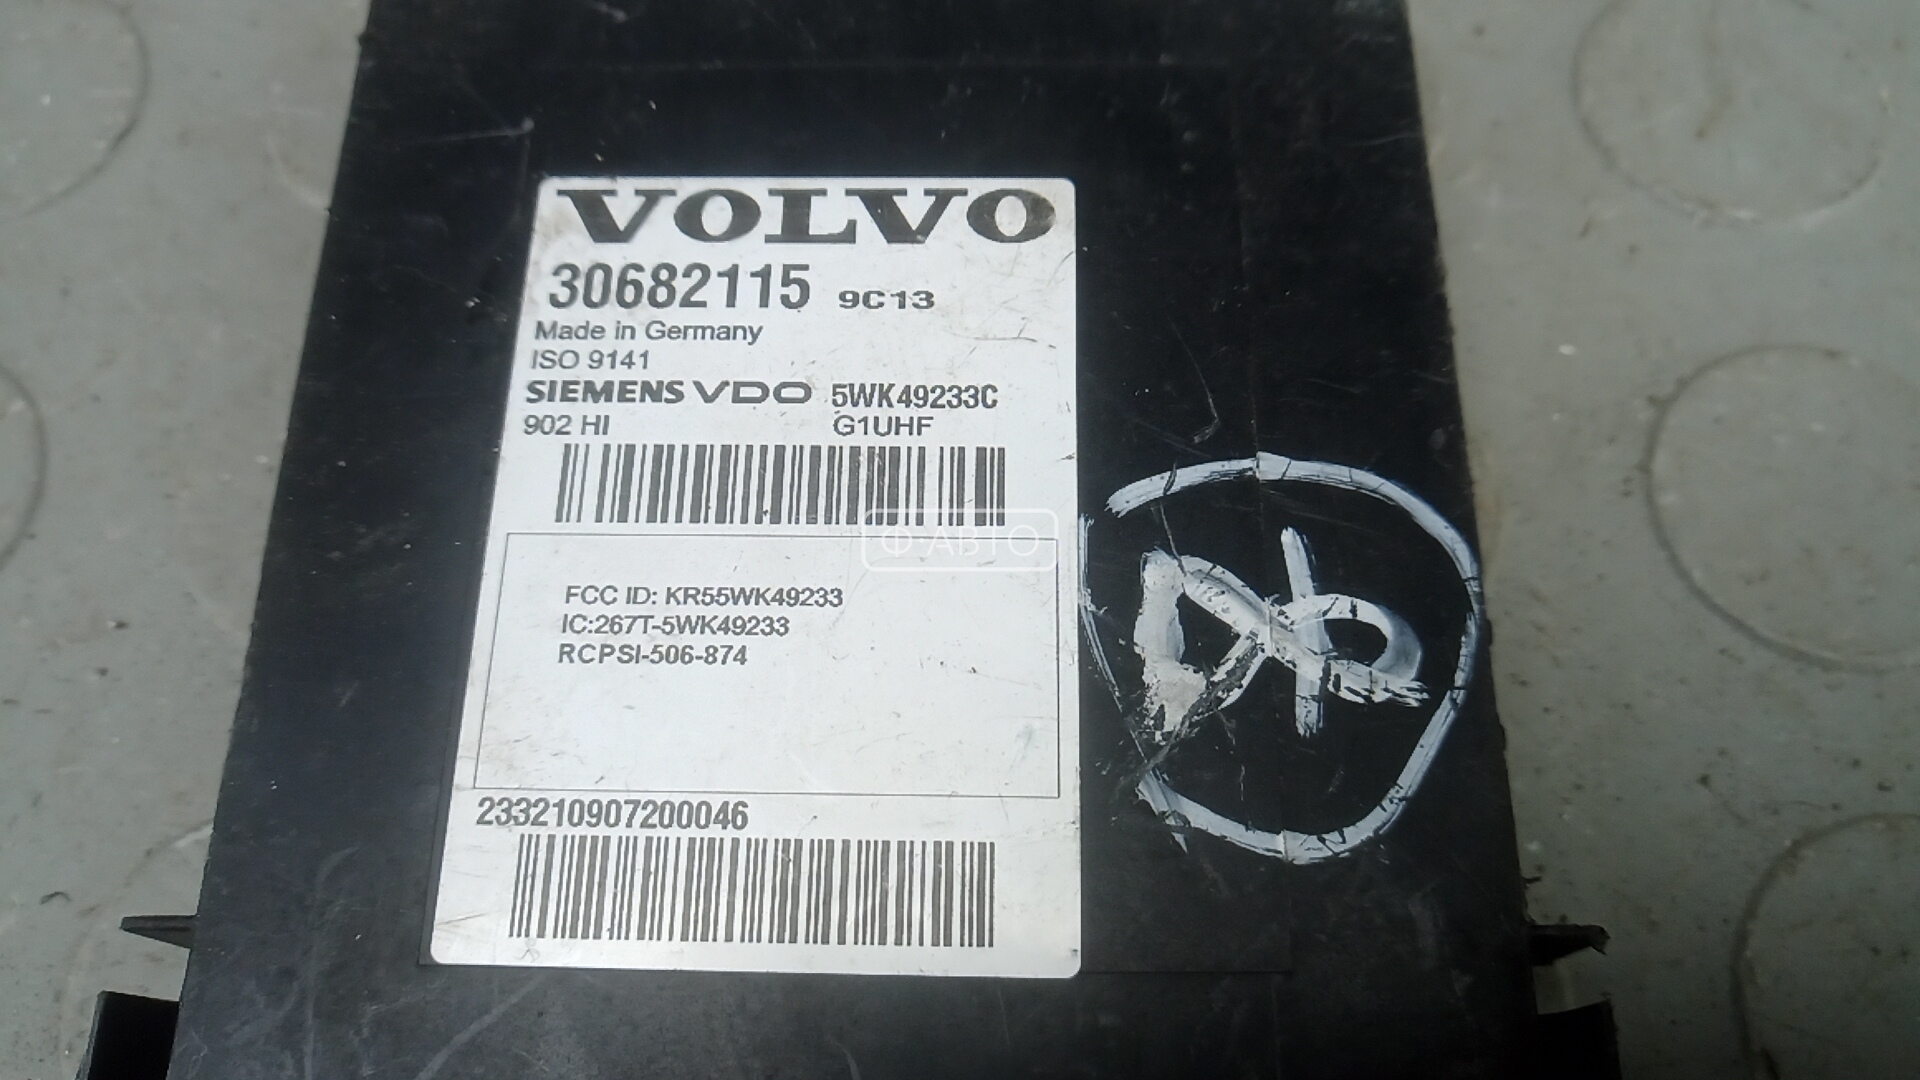 VOLVO
30682115 9C13
Made in Germany
ISO 9141
SIEMENS VDO 5WK49233C
902 HI G1UHF
Ф-АВТО
FCC ID: KR55WK49233
IC:267T-5WK49233
RCPSI-506-874
233210907200046